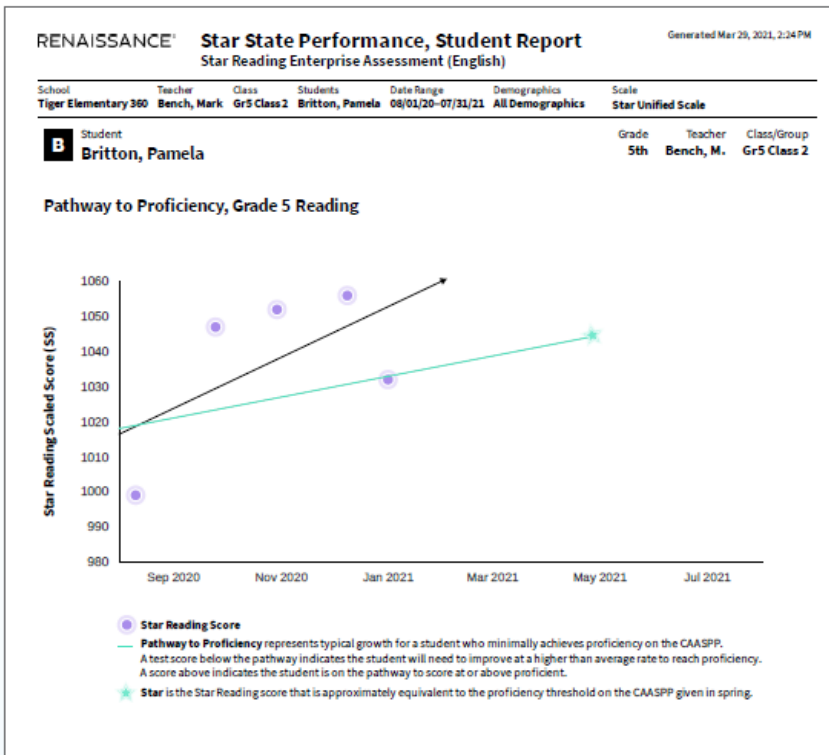 RENAISSANCE®
Star State Performance, Student Report
Generated Mar 29, 2021, 2:24 PM
Star Reading Enterprise Assessment (English)
School Teacher Class Students Date Range Demographics Scale
Tiger Elementary 360 Bench, Mark Gr5 Class 2 Britton, Pamela 08/01/20–07/31/21 All Demographics Star Unified Scale
B
Student
Britton, Pamela
Grade Teacher Class/Group
5th Bench, M. Gr5 Class 2
Pathway to Proficiency, Grade 5 Reading
Star Reading Scaled Score (SS)
1060
1050
1040
1030
1020
1010
1000
990
980
Sep 2020 Nov 2020 Jan 2021 Mar 2021 May 2021 Jul 2021
Star Reading Score
Pathway to Proficiency represents typical growth for a student who minimally achieves proficiency on the CAASPP.
A test score below the pathway indicates the student will need to improve at a higher than average rate to reach proficiency.
A score above indicates the student is on the pathway to score at or above proficient.
Star is the Star Reading score that is approximately equivalent to the proficiency threshold on the CAASPP given in spring.